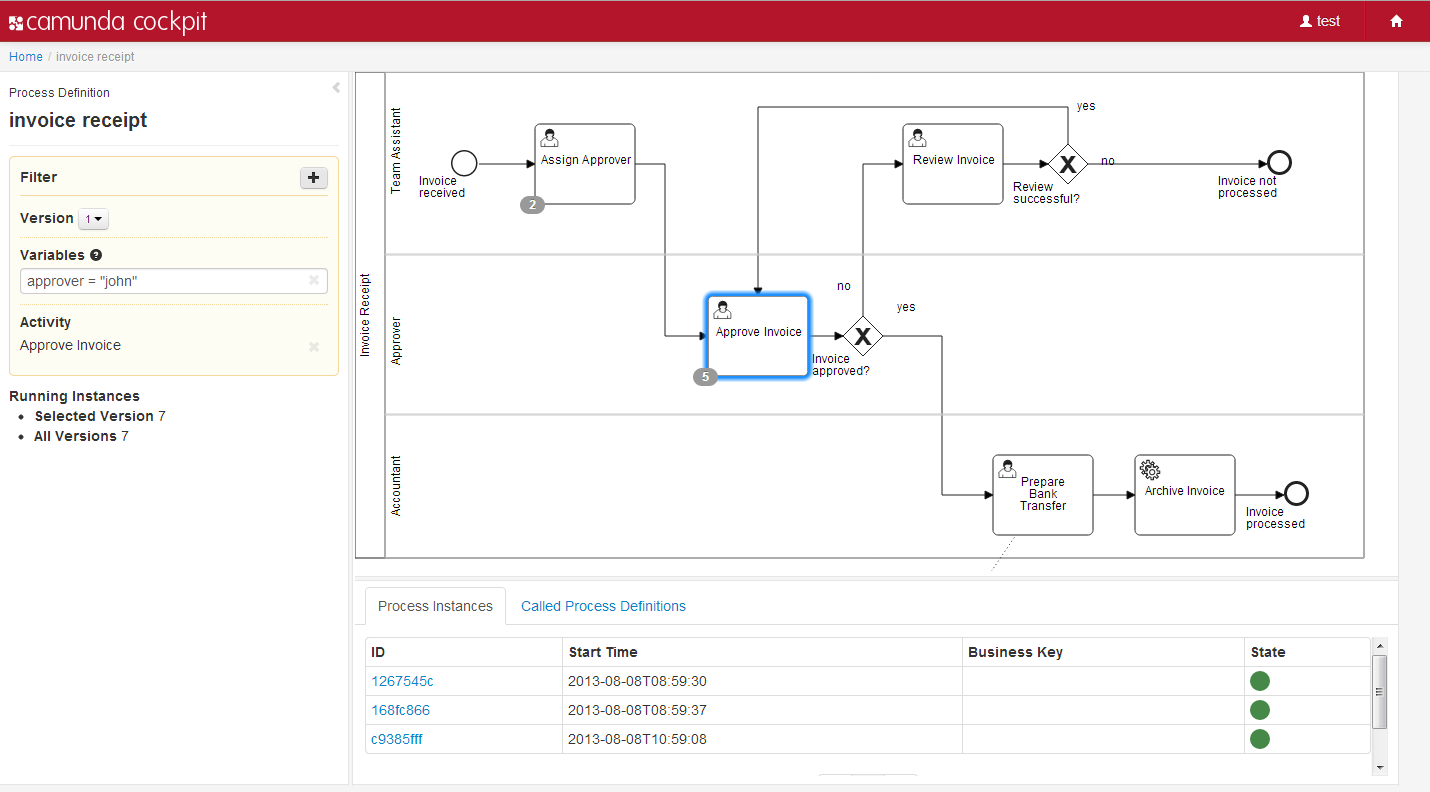 camunda cockpit
test
Home / invoice receipt
Process Definition
invoice receipt
Filter
Version 1
Variables ?
approver = "john"
Activity
Approve Invoice
Running Instances
Selected Version 7
All Versions 7
Invoice Receipt
Team Assistant
Invoice
received
Assign Approver
2
Review Invoice
Review
successful?
yes
no
Invoice not
processed
Approver
Approve Invoice
5
Invoice
approved?
no
yes
Accountant
Prepare
Bank
Transfer
Archive Invoice
Invoice
processed
Process Instances
Called Process Definitions
ID Start Time Business Key State
1267545c 2013-08-08T08:59:30
168fc866 2013-08-08T08:59:37
c9385fff 2013-08-08T10:59:08